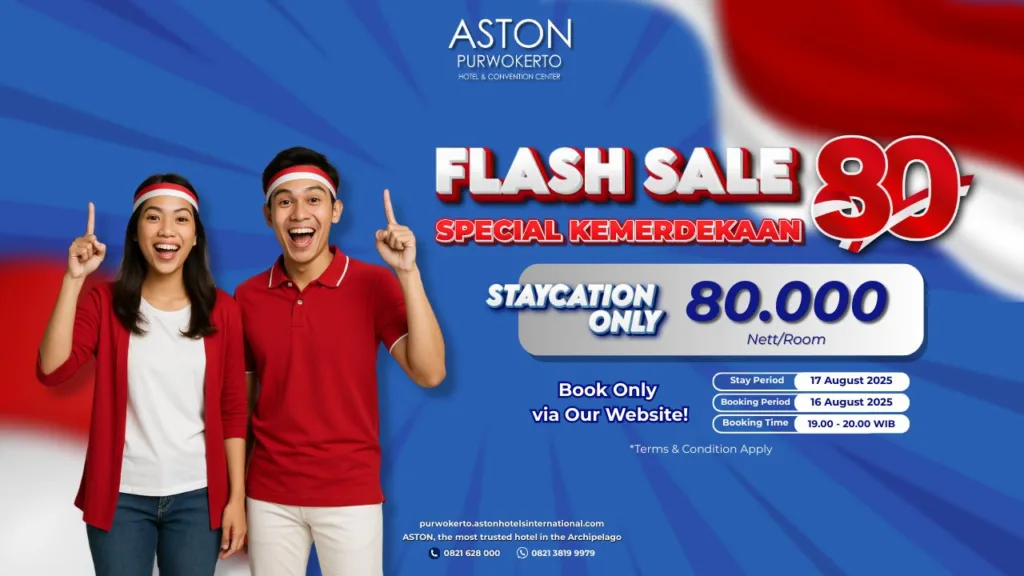 ASTON
PURWOKERTO
HOTEL & CONVENTION CENTER
FLASH SALE 80
SPECIAL KEMERDEKAAN
STAYCATION
ONLY
80.000
Nett/Room
Book Only
via Our Website!
Stay Period 17 August 2025
Booking Period 16 August 2025
Booking Time 19.00 - 20.00 WIB
*Terms & Condition Apply
purwokerto.astonhotelsinternational.com
ASTON, the most trusted hotel in the Archipelago
0821 628 000 0821 3819 9979